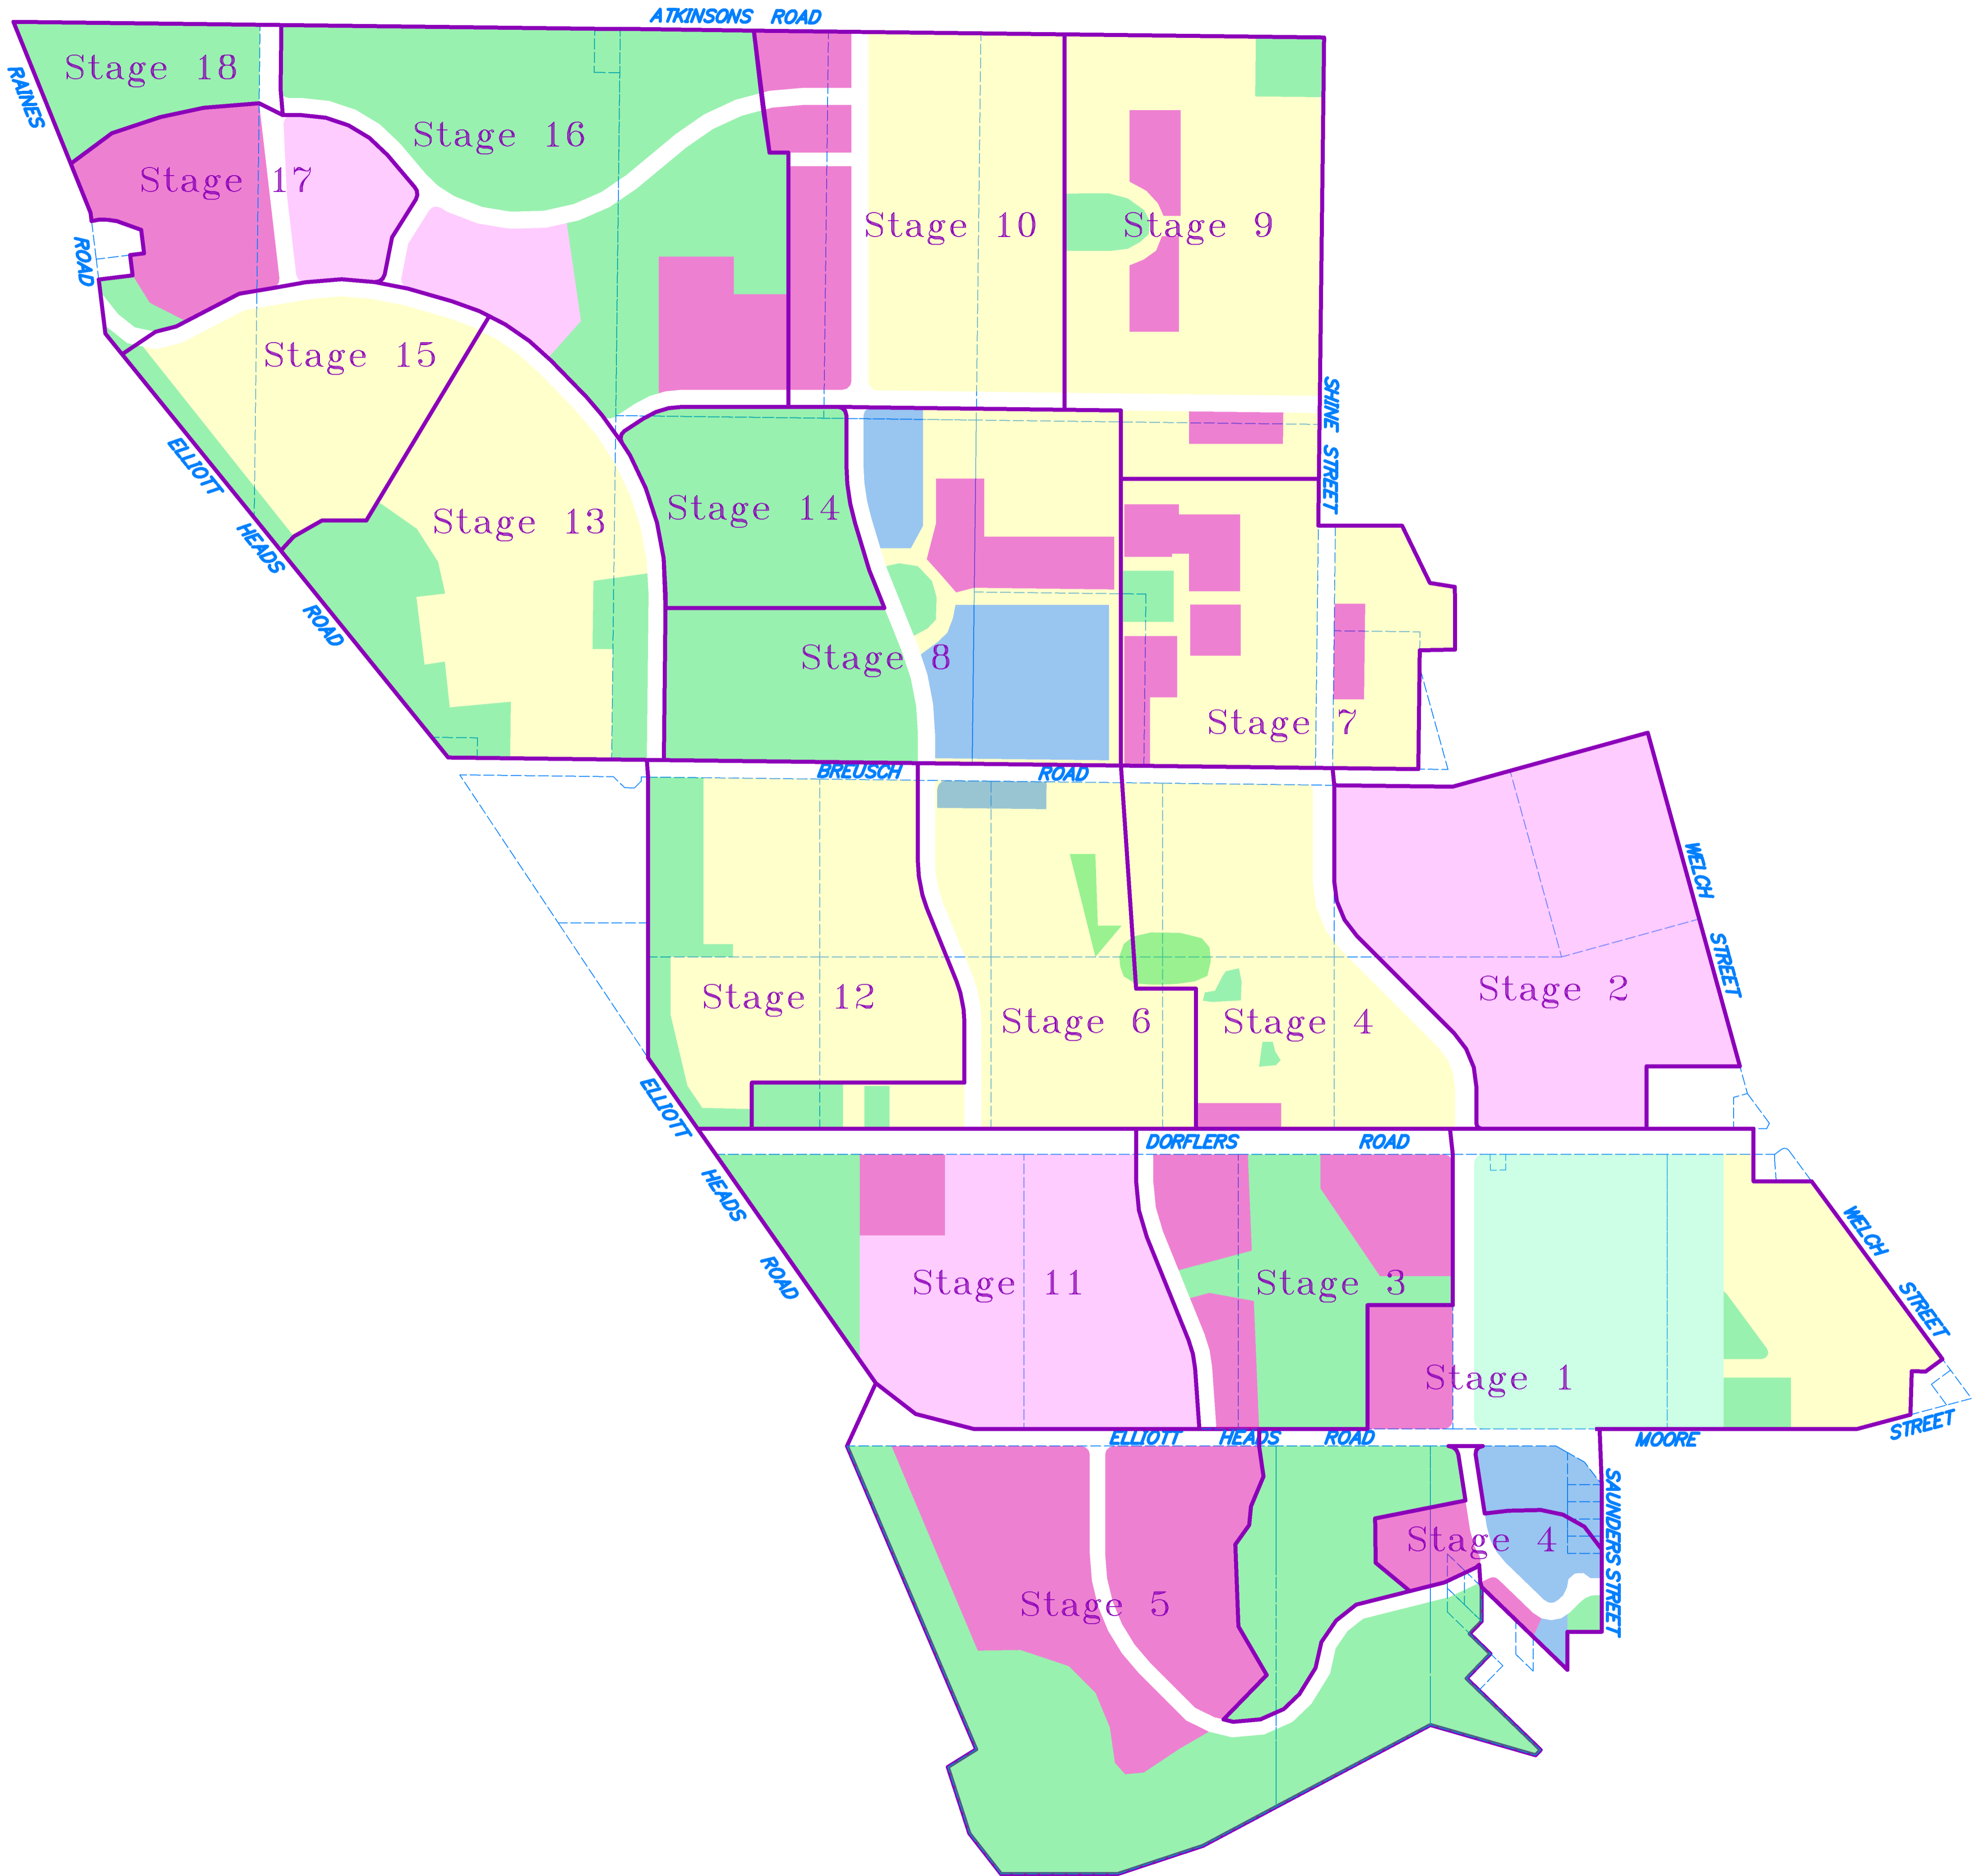 ATKINSONS ROAD
Stage 18
RAINES
Stage 16
Stage 17
Stage 10
Stage 9
ROAD
Stage 15
SHINE STREET
ELLIOTT
Stage 14
Stage 13
HEADS
ROAD
Stage 8
Stage 7
BREUSCH ROAD
WELCH
STREET
Stage 2
Stage 12
Stage 6
Stage 4
ELLIOTT
DORFLERS ROAD
HEADS
WELCH
ROAD
Stage 11
Stage 3
STREET
Stage 1
ELLIOTT HEADS ROAD
MOORE STREET
SAUNDERS STREET
Stage 4
Stage 5